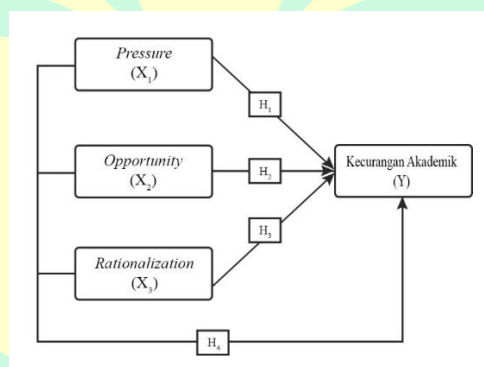 Pressure
(X₁)
H₁
Opportunity
(X₂)
H₂
Kecurangan Akademik
(Y)
H₃
Rationalization
(X₃)
H₄